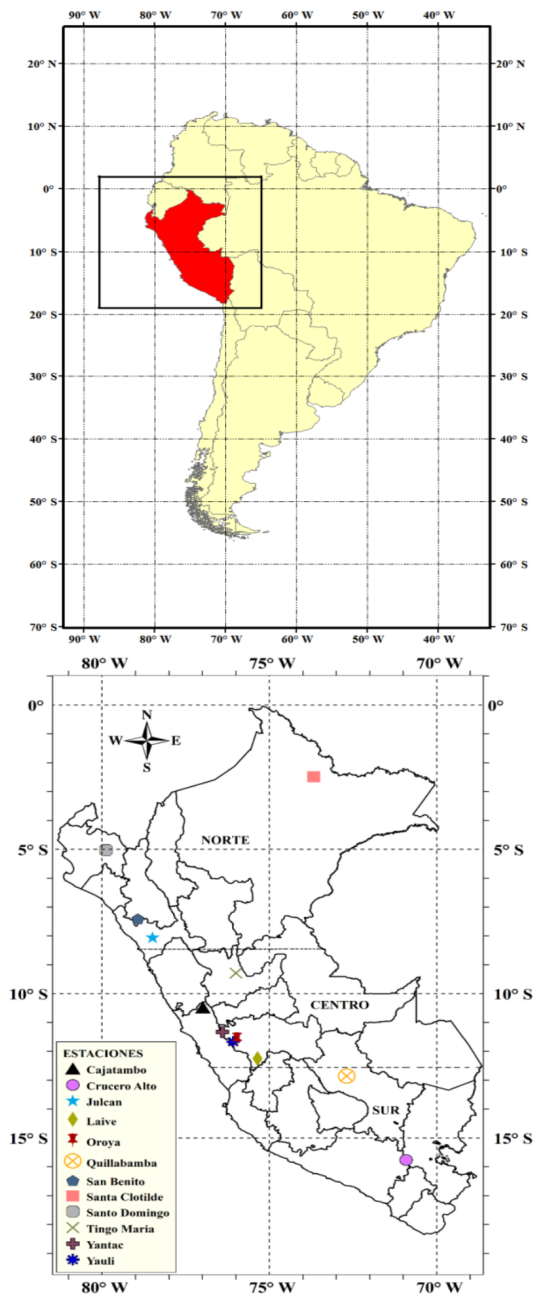 90° W 80° W 70° W 60° W 50° W 40° W
20° N 20° N
10° N 10° N
0° 0°
10° S 10° S
20° S 20° S
30° S 30° S
40° S 40° S
50° S 50° S
60° S 60° S
70° S 70° S
90° W 80° W 70° W 60° W 50° W 40° W
80° W 75° W 70° W
0° 0°
N
W E
S
NORTE
5° S 5° S
10° S 10° S
CENTRO
ESTACIONES
Cajatambo
Crucero Alto
Julcan
Laive
Oroya
Quillabamba
San Benito
Santa Clotilde
Santo Domingo
Tingo Maria
Yantac
Yauli
SUR
15° S 15° S
80° W 75° W 70° W